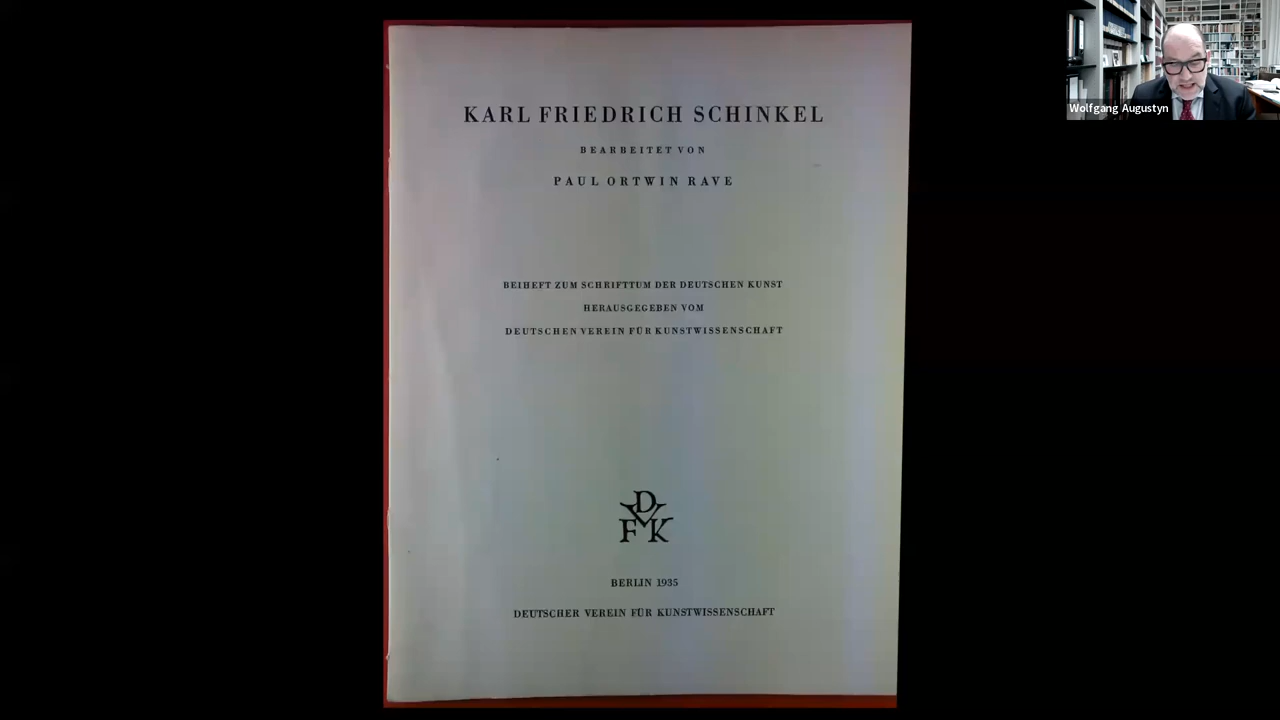 KARL FRIEDRICH SCHINKEL
BEARBEITET VON
PAUL ORTWIN RAVE
BEIHEFT ZUM SCHRIFTTUM DER DEUTSCHEN KUNST
HERAUSGEGEBEN VOM
DEUTSCHEN VEREIN FÜR KUNSTWISSENSCHAFT
D
V
F K
BERLIN 1935
DEUTSCHER VEREIN FÜR KUNSTWISSENSCHAFT
Wolfgang Augustyn